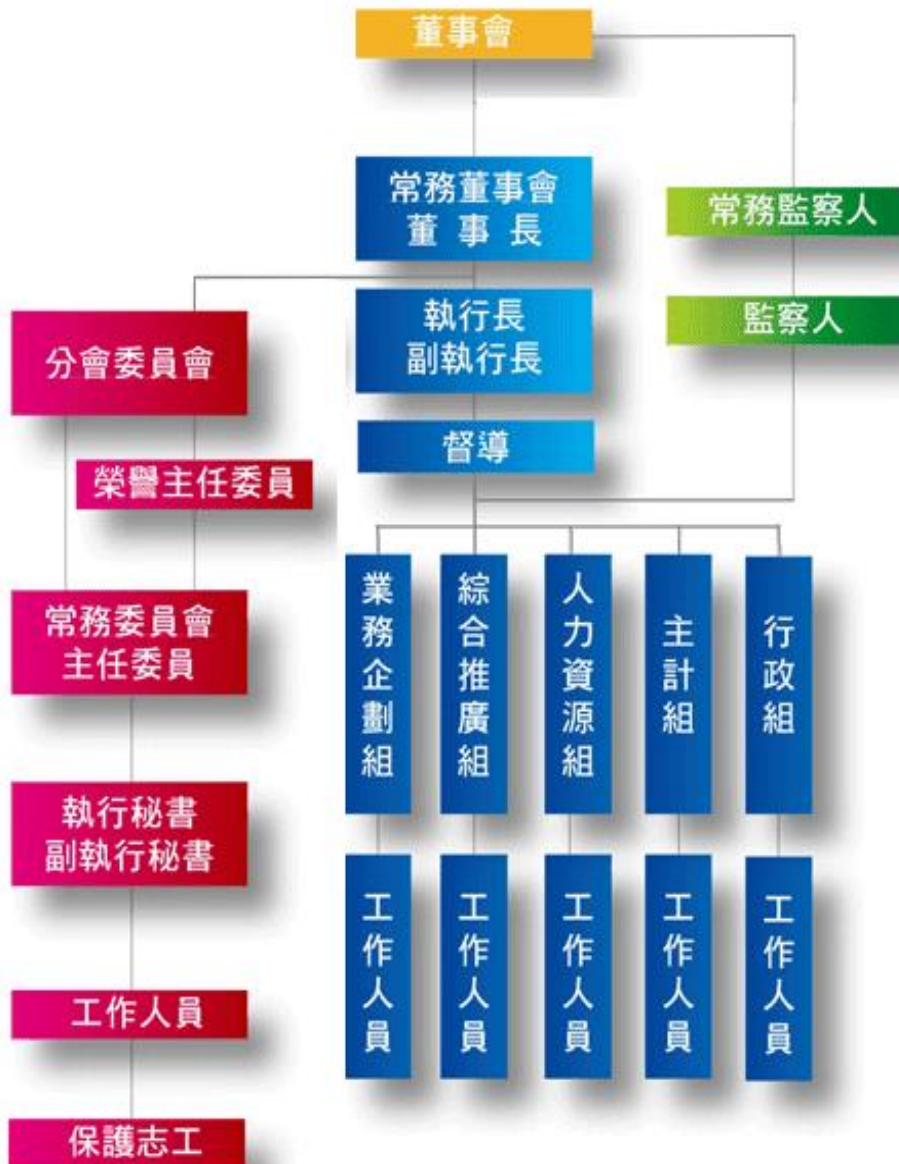 董事會
常務董事會
董 事 長
常務監察人
執行長
副執行長
監察人
分會委員會
督導
榮譽主任委員
業務企劃組
綜合推廣組
人力資源組
主計組
行政組
常務委員會
主任委員
執行秘書
副執行秘書
工作人員
工作人員
工作人員
工作人員
工作人員
工作人員
保護志工